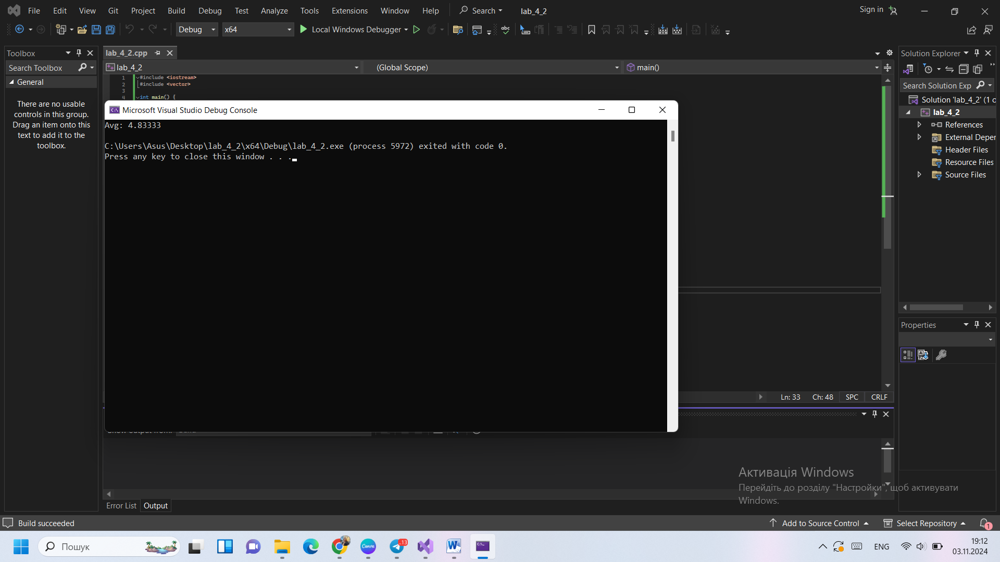 File Edit View Git Project Build Debug Test Analyze Tools Extensions Window Help Search lab_4_2 Sign in
Debug x64 Local Windows Debugger
Toolbox
Search Toolbox
General
There are no usable
controls in this group.
Drag an item onto this
text to add it to the
toolbox.
lab_4_2.cpp
lab_4_2 (Global Scope) main()
1 #include <iostream>
2 #include <vector>
3
4 int main() {
Microsoft Visual Studio Debug Console
Avg: 4.83333
C:\Users\Asus\Desktop\lab_4_2\x64\Debug\lab_4_2.exe (process 5972) exited with code 0.
Press any key to close this window . . .
Ln: 33 Ch: 48 SPC CRLF
Error List Output
Solution Explorer
Search Solution Exp
Solution 'lab_4_2' (1 o
lab_4_2
References
External Deper
Header Files
Resource Files
Source Files
Properties
Активація Windows
Перейдіть до розділу "Настройки", щоб активувати
Windows.
Build succeeded Add to Source Control Select Repository 1
Пошук Canva 13 ENG 19:12
03.11.2024